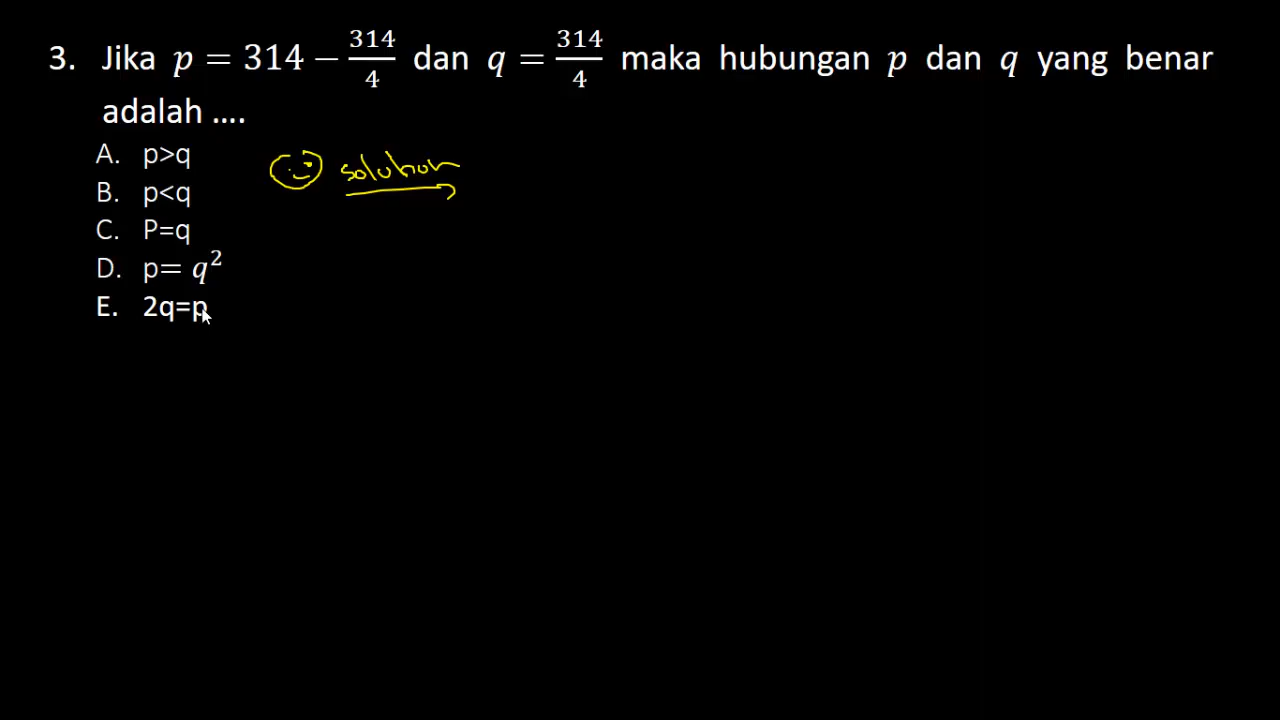 3. Jika p = 314 − 314/4 dan q = 314/4 maka hubungan p dan q yang benar
adalah ....
A. p>q
solution
B. p<q
C. P=q
D. p= q²
E. 2q=p